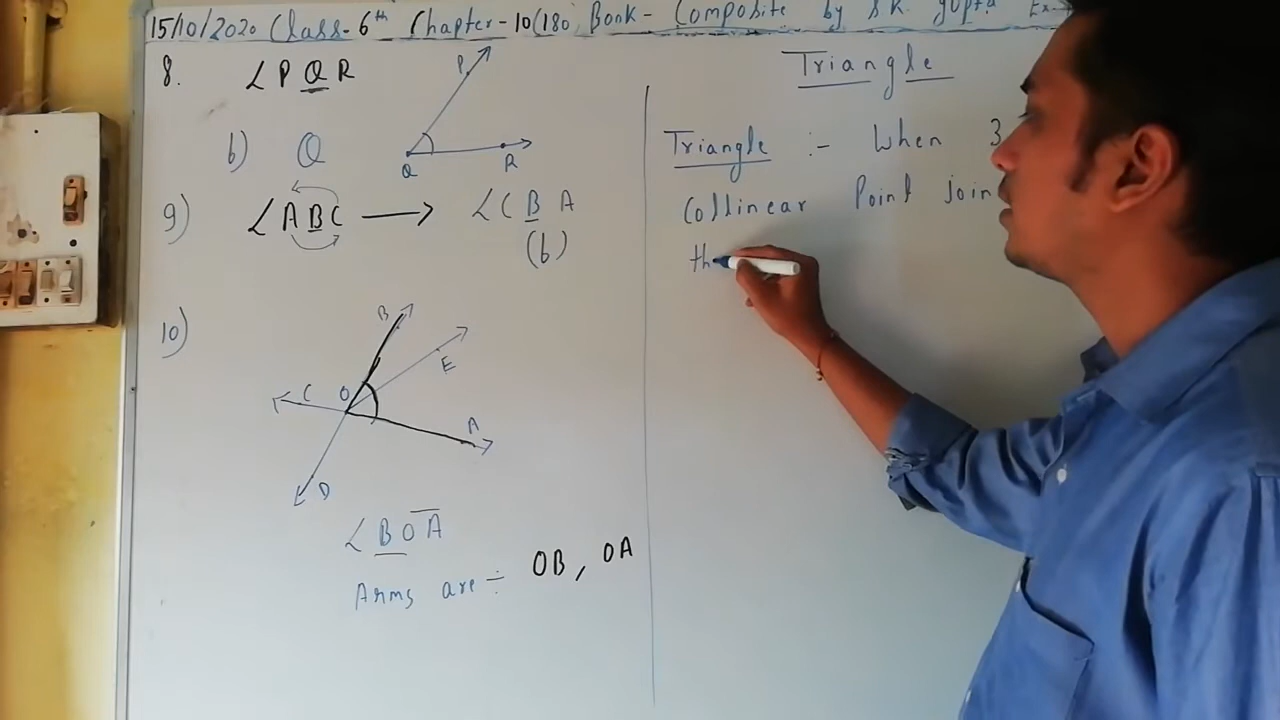 15/10/2020 Class-6th Chapter-10(180 Book- Composite by S.K. Gupta Ex-
8. ∠PQR
P
Q
R
b) Q
9) ∠ABC → ∠CBA
(b)
10)
B
E
C
O
A
D
∠BOA
Arms are :- OB, OA
Triangle
Triangle :- When 3
Collinear Point join
th